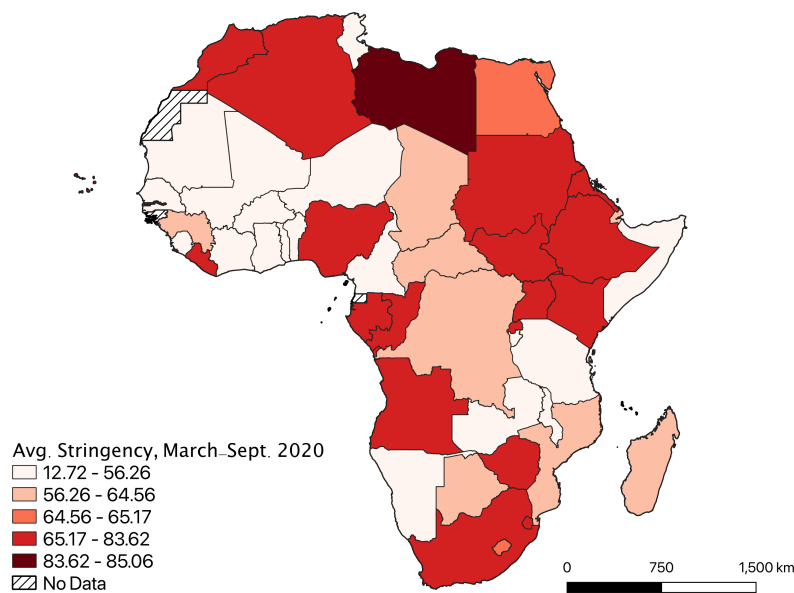 Avg. Stringency, March-Sept. 2020
12.72 - 56.26
56.26 - 64.56
64.56 - 65.17
65.17 - 83.62
83.62 - 85.06
No Data
0 750 1,500 km